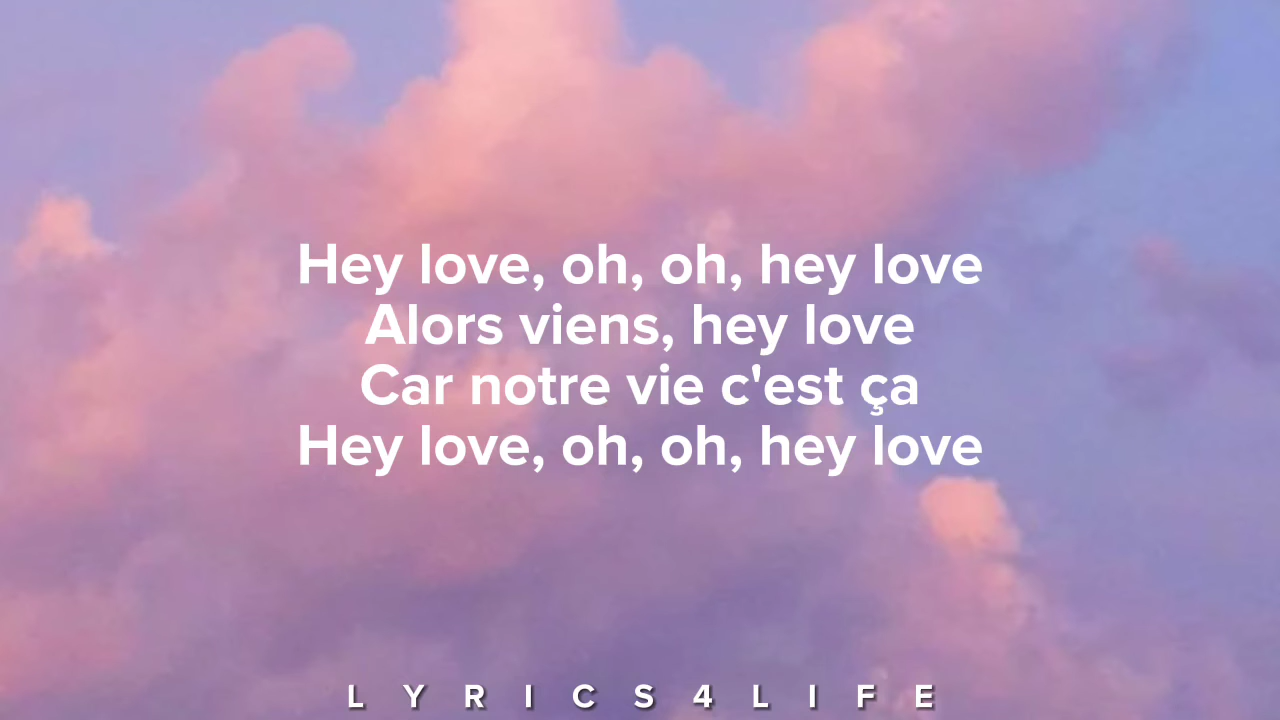 Hey love, oh, oh, hey love
Alors viens, hey love
Car notre vie c'est ça
Hey love, oh, oh, hey love
LYRICS4LIFE